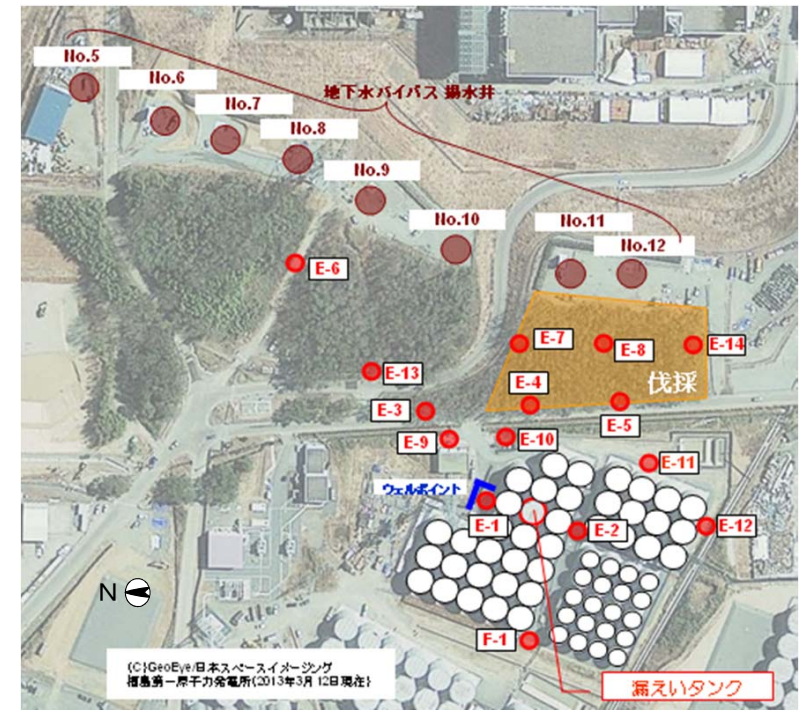 No.5
No.6
No.7
地下水バイパス 揚水井
No.8
No.9
No.10
No.11
No.12
E-6
E-7
E-8
E-14
E-13
伐採
E-4
E-3
E-5
E-9
E-10
E-11
ウェルポイント
E-1
E-2
E-12
N
F-1
(C)GeoEye/日本スペースイメージング
福島第一原子力発電所(2013年3月12日現在)
漏えいタンク